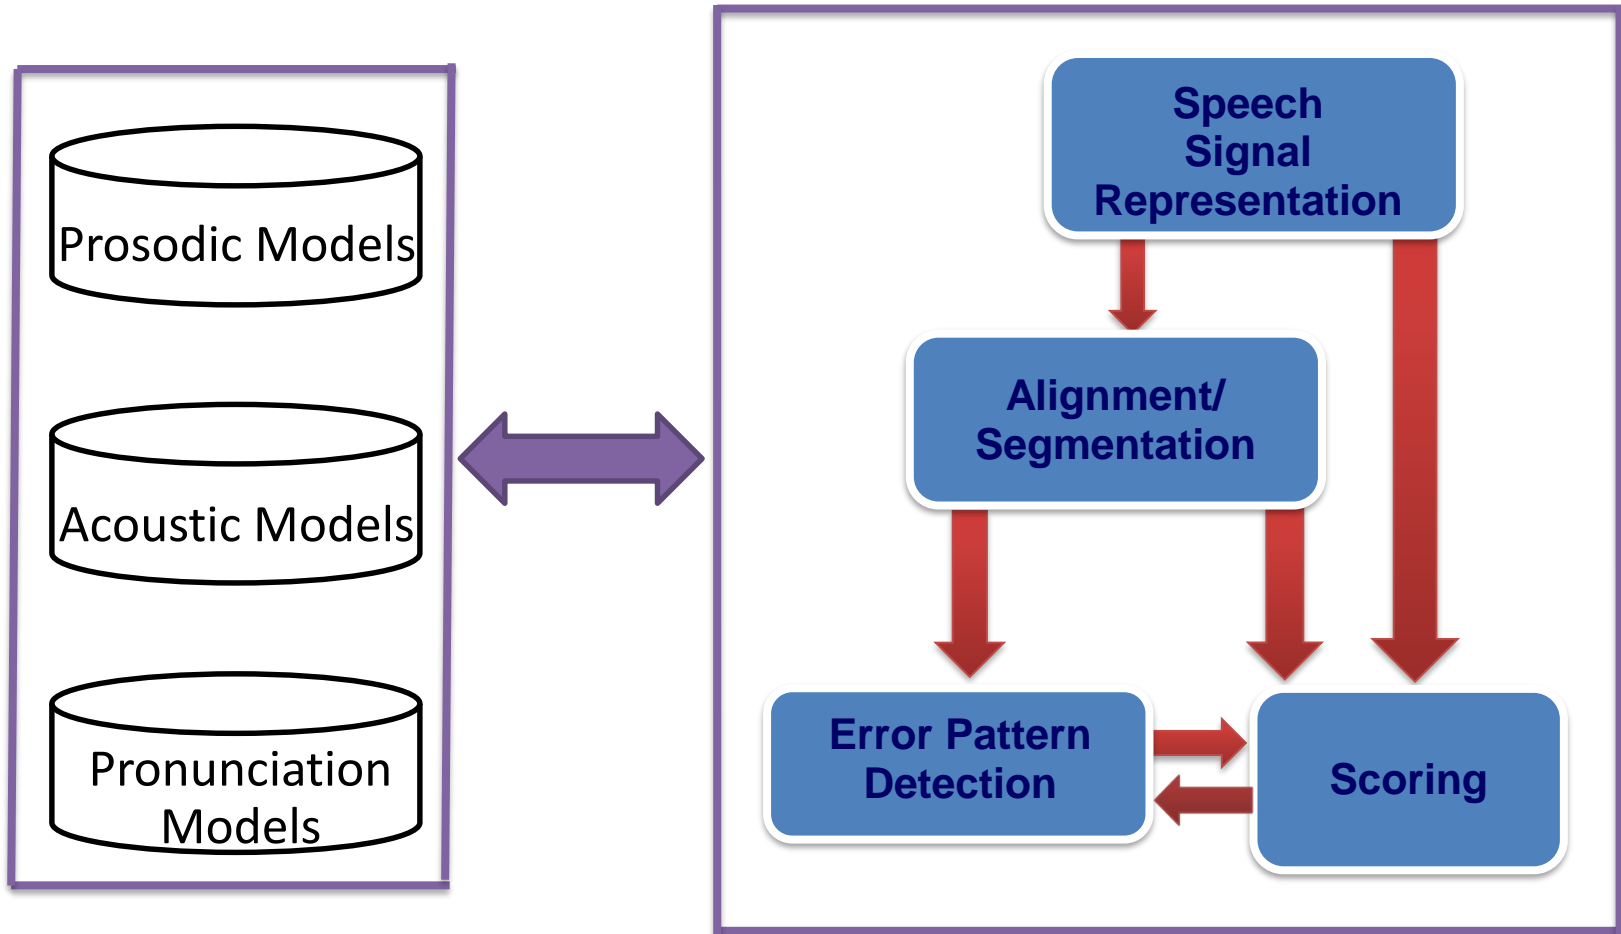 Prosodic Models
Acoustic Models
Pronunciation
Models
Speech
Signal
Representation
Alignment/
Segmentation
Error Pattern
Detection
Scoring